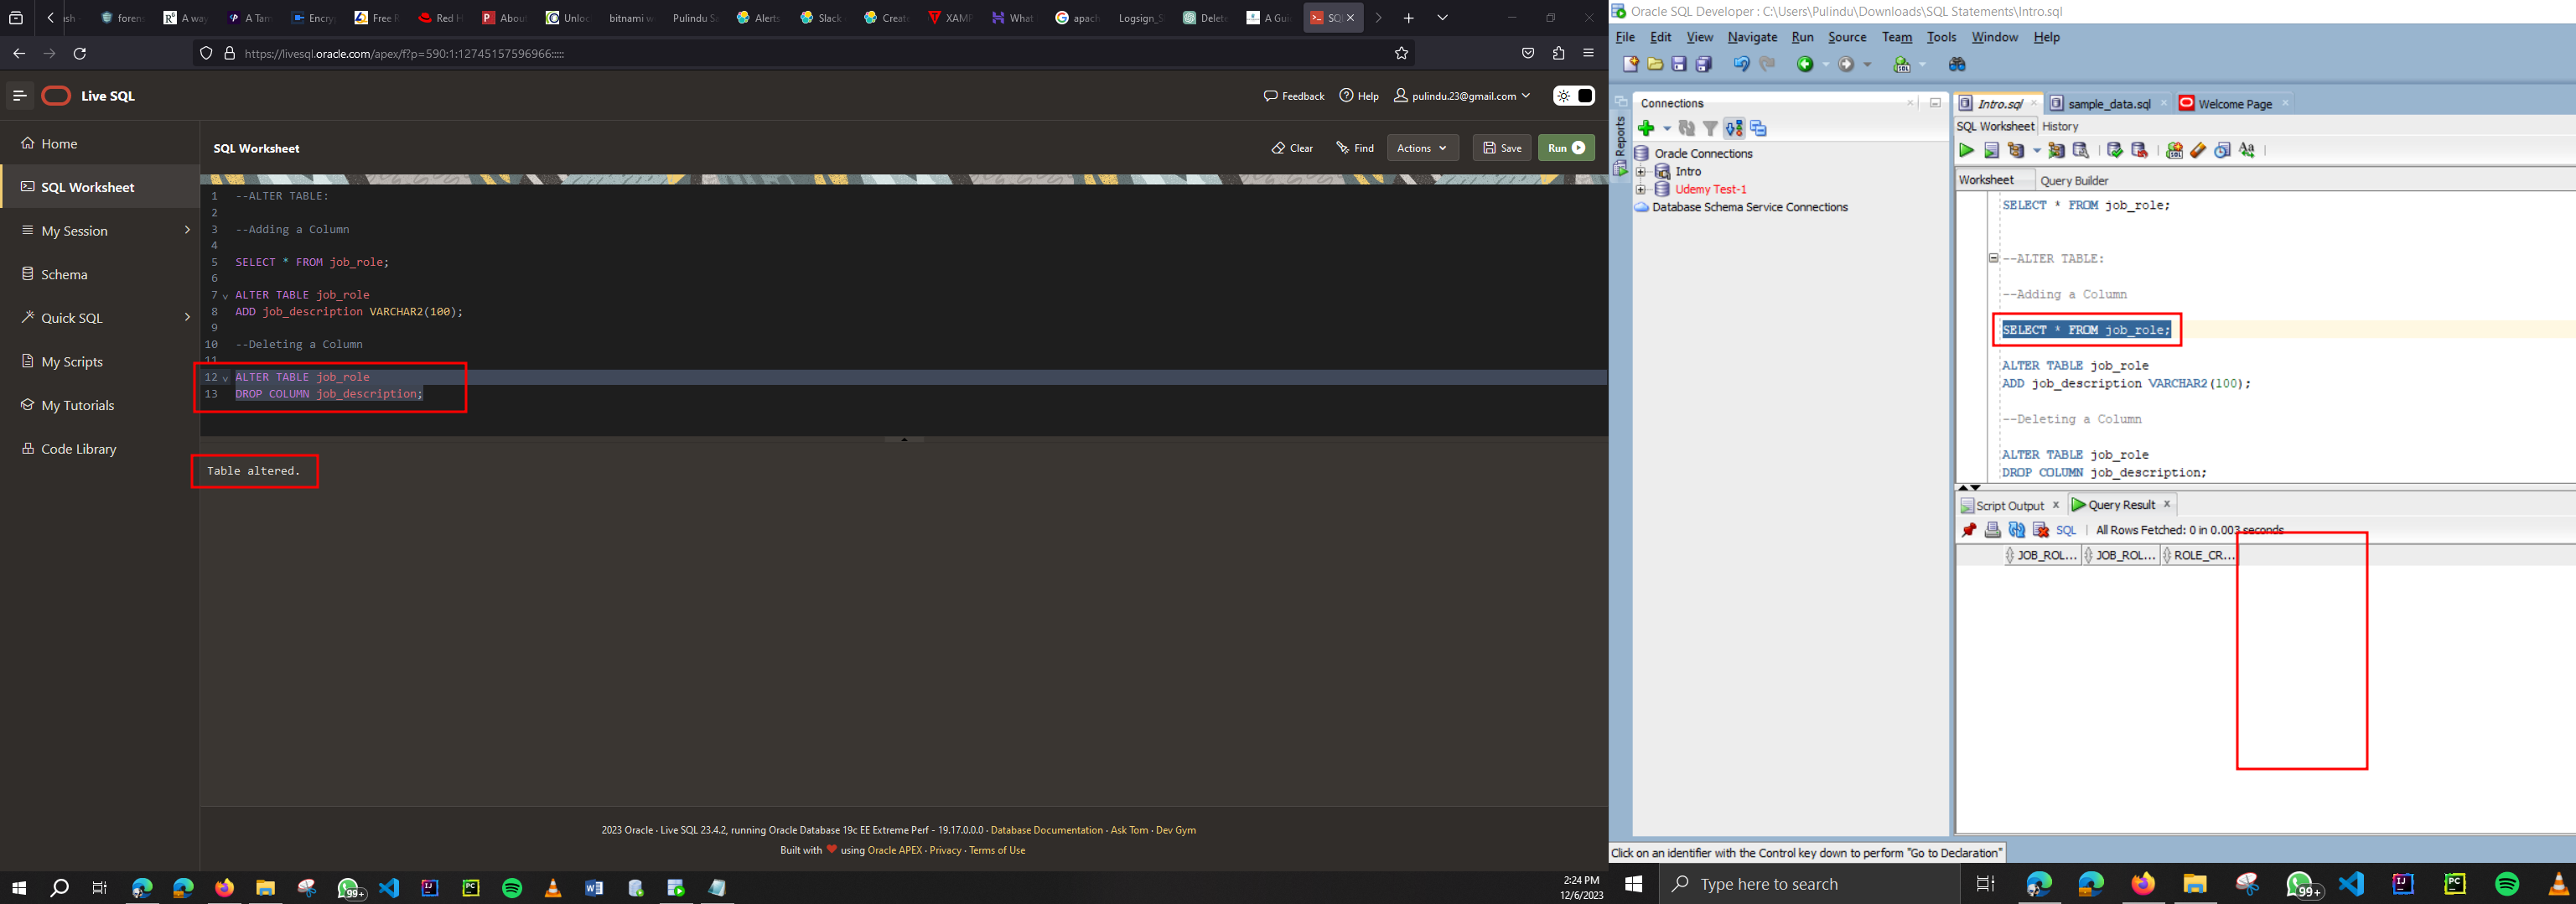 ash
foren
A way
A Tam
Encry
Free R
Red H
About
Unloc
bitnami w
Pulindu Sa
Alerts
Slack
Create
XAMP
What
apach
Logsign_S
Delete
A Gui
SQL
https://livesql.oracle.com/apex/f?p=590:1:12745157596966:::::
Live SQL
Feedback
Help
pulindu.23@gmail.com
Home
SQL Worksheet
My Session
Schema
Quick SQL
My Scripts
My Tutorials
Code Library
SQL Worksheet
Clear
Find
Actions
Save
Run
1 --ALTER TABLE:
2
3 --Adding a Column
4
5 SELECT * FROM job_role;
6
7 ALTER TABLE job_role
8 ADD job_description VARCHAR2(100);
9
10 --Deleting a Column
11
12 ALTER TABLE job_role
13 DROP COLUMN job_description;
Table altered.
2023 Oracle · Live SQL 23.4.2, running Oracle Database 19c EE Extreme Perf - 19.17.0.0.0 · Database Documentation · Ask Tom · Dev Gym
Built with ❤ using Oracle APEX · Privacy · Terms of Use
99+
2:24 PM
12/6/2023
Oracle SQL Developer : C:\Users\Pulindu\Downloads\SQL Statements\Intro.sql
File Edit View Navigate Run Source Team Tools Window Help
Reports
Connections
Oracle Connections
Intro
Udemy Test-1
Database Schema Service Connections
Intro.sql
sample_data.sql
Welcome Page
SQL Worksheet History
Worksheet Query Builder
SELECT * FROM job_role;
--ALTER TABLE:
--Adding a Column
SELECT * FROM job_role;
ALTER TABLE job_role
ADD job_description VARCHAR2(100);
--Deleting a Column
ALTER TABLE job_role
DROP COLUMN job_description;
Script Output
Query Result
SQL | All Rows Fetched: 0 in 0.003 seconds
JOB_ROL... JOB_ROL... ROLE_CR...
Click on an identifier with the Control key down to perform "Go to Declaration"
Type here to search
99+